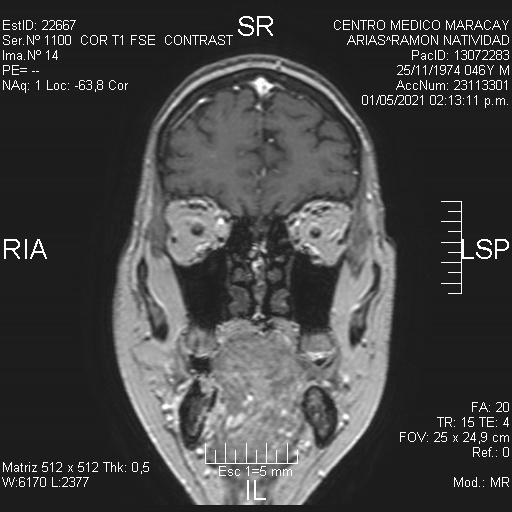 EstID: 22667
Ser.Nº 1100 COR T1 FSE CONTRAST
Ima.Nº 14
PE= --
NAq: 1 Loc: -63,8 Cor
SR
CENTRO MEDICO MARACAY
ARIAS^RAMON NATIVIDAD
PacID: 13072283
25/11/1974 046Y M
AccNum: 23113301
01/05/2021 02:13:11 p.m.
RIA
LSP
FA: 20
TR: 15 TE: 4
FOV: 25 x 24,9 cm
Ref.: 0
Matriz 512 x 512 Thk: 0,5
W:6170 L:2377
Esc 1=5 mm
IL
Mod.: MR